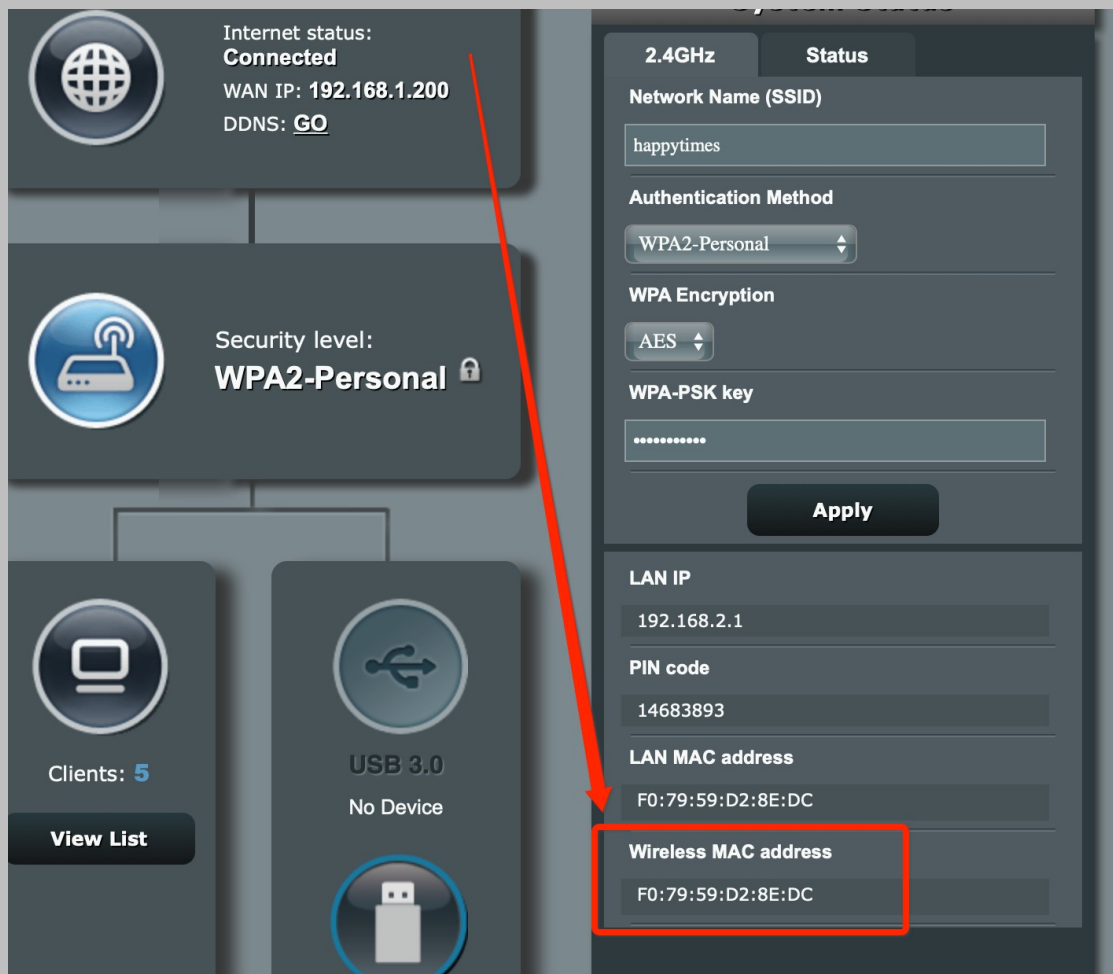 Internet status:
Connected
WAN IP: 192.168.1.200
DDNS: GO
Security level:
WPA2-Personal
Clients: 5
View List
USB 3.0
No Device
System Status
2.4GHz
Status
Network Name (SSID)
happytimes
Authentication Method
WPA2-Personal
WPA Encryption
AES
WPA-PSK key
•••••••••••
Apply
LAN IP
192.168.2.1
PIN code
14683893
LAN MAC address
F0:79:59:D2:8E:DC
Wireless MAC address
F0:79:59:D2:8E:DC